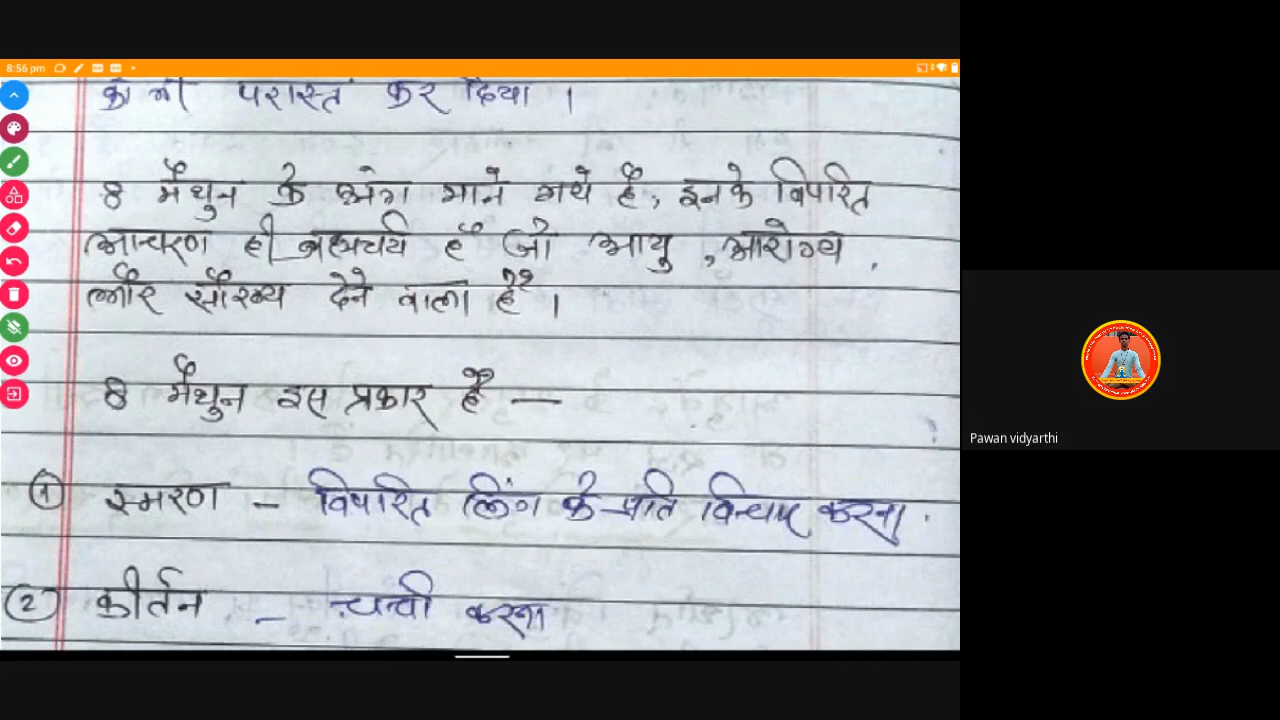 8:56 pm
परास्त कर दिया ।
8 मैथुन के अंग माने गये हैं, इनके विपरित
आचरण ही ब्रह्मचर्य है जो आयु, आरोग्य,
और सौख्य देने वाला है ।
8 मैथुन इस प्रकार है —
① स्मरण – विपरित लिंग के प्रति विचार करना
② कीर्तन – चर्चा करना
Pawan vidyarthi